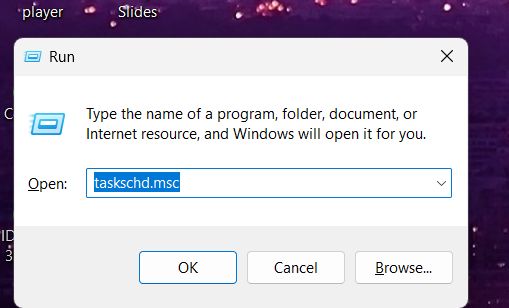 player
Slides
Run
Type the name of a program, folder, document, or
Internet resource, and Windows will open it for you.
Open:
taskschd.msc
OK
Cancel
Browse...